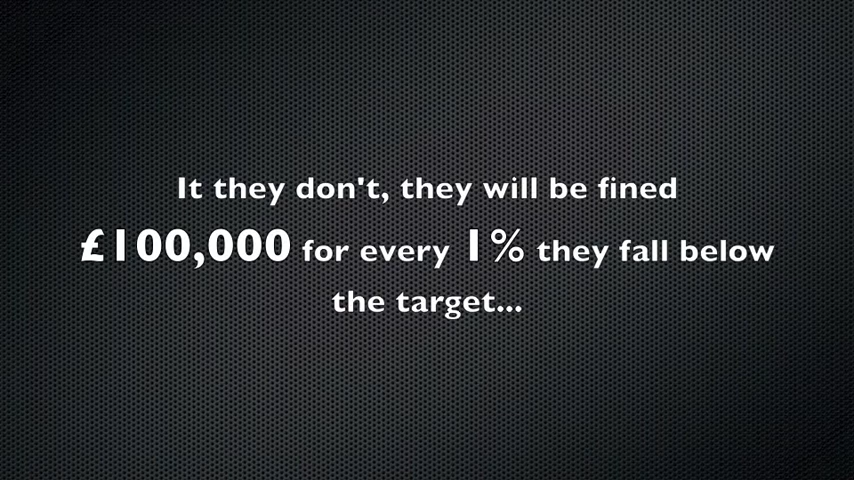 It they don't, they will be fined
£100,000 for every 1% they fall below
the target...